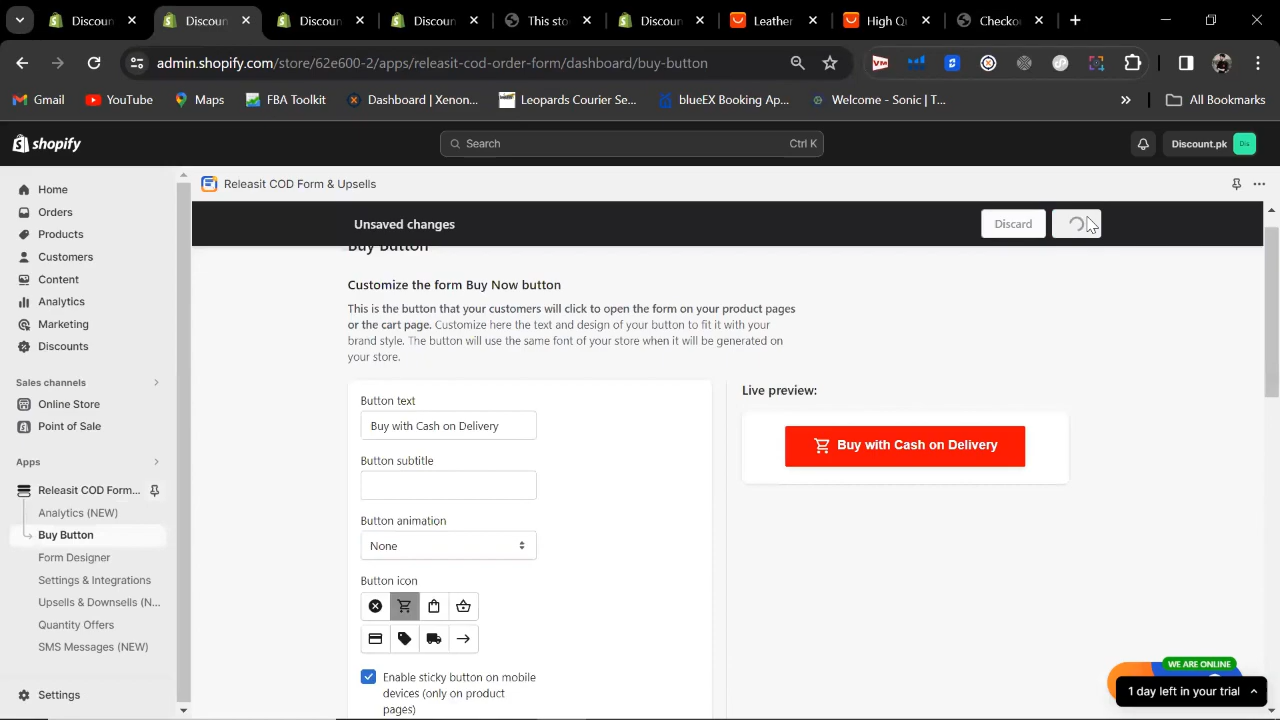 Discoun
Discoun
Discoun
Discoun
This sto
Discoun
Leather
High Qu
Checko
admin.shopify.com/store/62e600-2/apps/releasit-cod-order-form/dashboard/buy-button
Gmail
YouTube
Maps
FBA Toolkit
Dashboard | Xenon...
Leopards Courier Se...
blueEX Booking Ap...
Welcome - Sonic | T...
»
All Bookmarks
shopify
Search
Ctrl K
Discount.pk
Dis
Home
Orders
Products
Customers
Content
Analytics
Marketing
Discounts
Sales channels
Online Store
Point of Sale
Apps
Releasit COD Form...
Analytics (NEW)
Buy Button
Form Designer
Settings & Integrations
Upsells & Downsells (N...
Quantity Offers
SMS Messages (NEW)
Settings
Releasit COD Form & Upsells
Unsaved changes
Discard
Buy Button
Customize the form Buy Now button
This is the button that your customers will click to open the form on your product pages
or the cart page. Customize here the text and design of your button to fit it with your
brand style. The button will use the same font of your store when it will be generated on
your store.
Button text
Buy with Cash on Delivery
Button subtitle
Button animation
None
Button icon
Enable sticky button on mobile
devices (only on product
pages)
Live preview:
Buy with Cash on Delivery
WE ARE ONLINE
1 day left in your trial